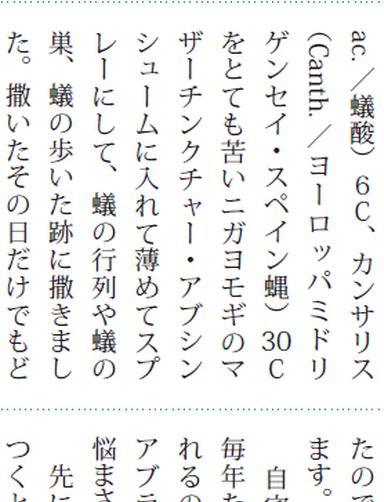 ac.／蟻酸）6C、カンサリス
（Canth.／ヨーロッパミドリ
ゲンセイ・スペイン蝿）30C
をとても苦いニガヨモギのマ
ザーチンクチャー・アブシン
シュームに入れて薄めてスプ
レーにして、蟻の行列や蟻の
巣、蟻の歩いた跡に撒きまし
た。撒いたその日だけでもど
たので
ます。
自宅
毎年た
れるの
アブラ
悩まさ
先に
つくと